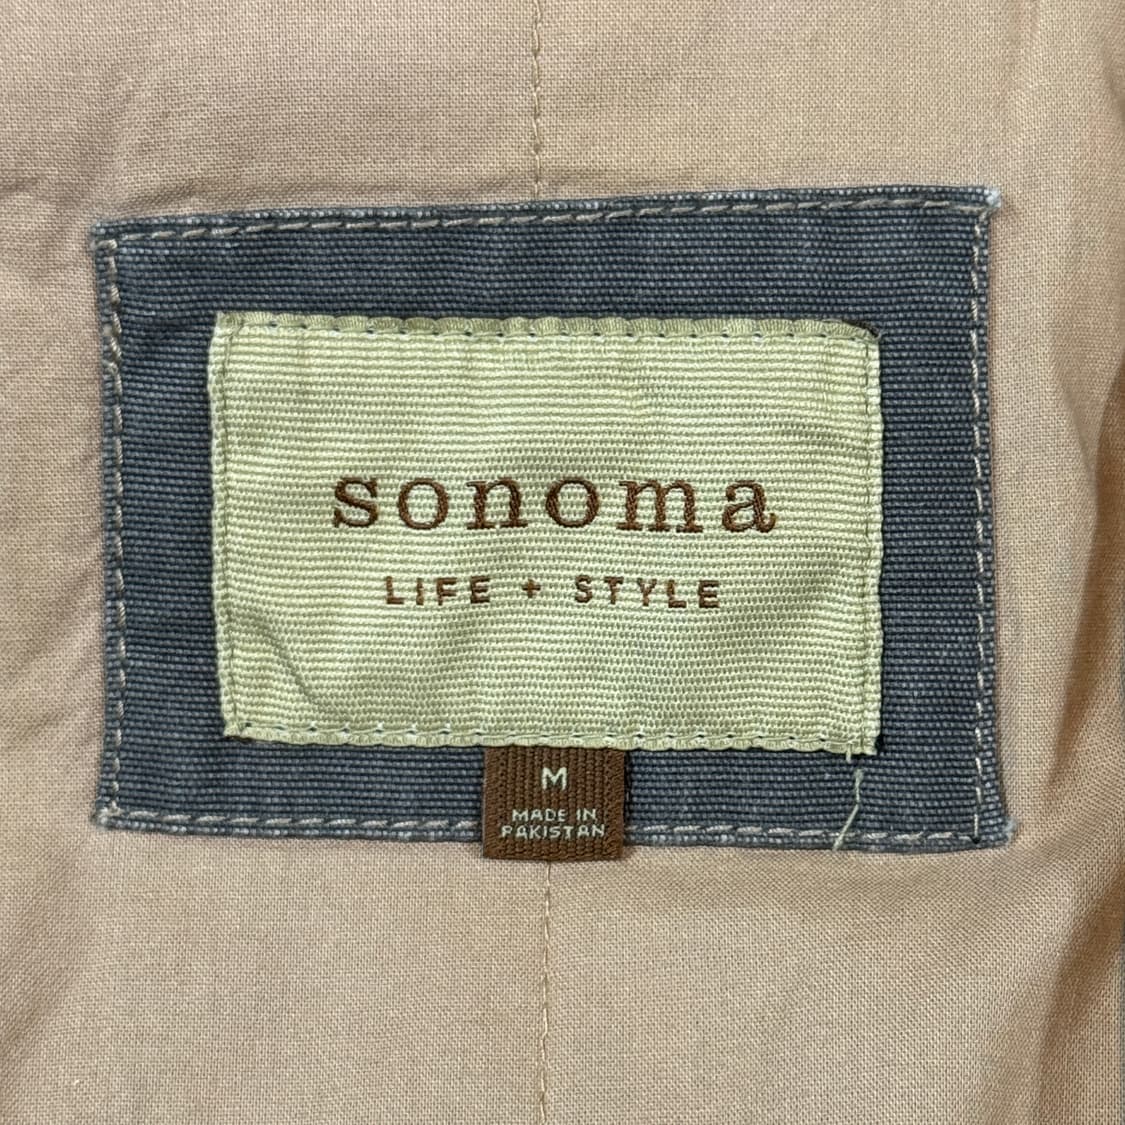 sonoma
LIFE + STYLE
M
MADE IN
PAKISTAN